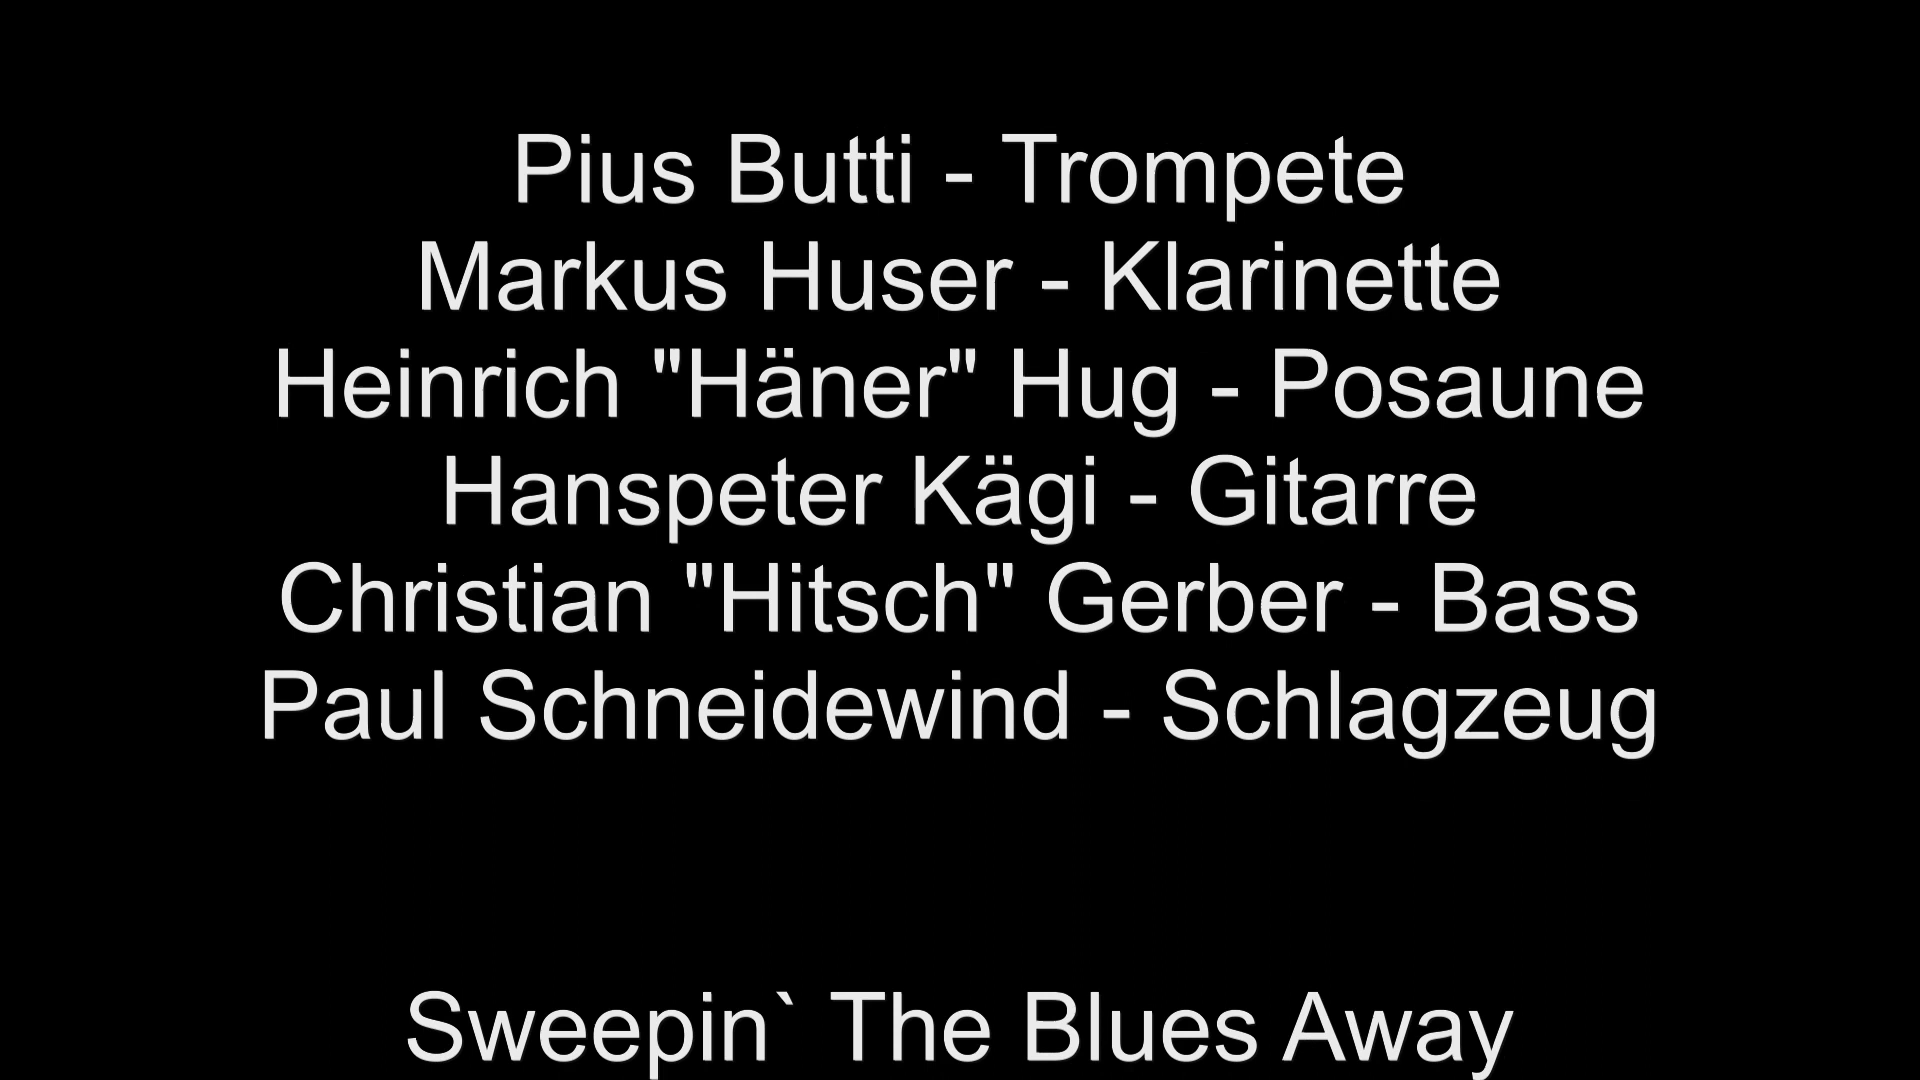 Pius Butti - Trompete
Markus Huser - Klarinette
Heinrich "Häner" Hug - Posaune
Hanspeter Kägi - Gitarre
Christian "Hitsch" Gerber - Bass
Paul Schneidewind - Schlagzeug
Sweepin` The Blues Away